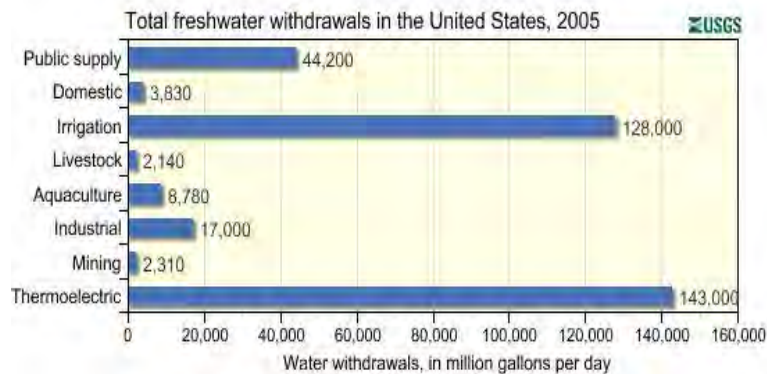 Total freshwater withdrawals in the United States, 2005
USGS
Public supply 44,200
Domestic 3,830
Irrigation 128,000
Livestock 2,140
Aquaculture 8,780
Industrial 17,000
Mining 2,310
Thermoelectric 143,000
0 20,000 40,000 60,000 80,000 100,000 120,000 140,000 160,000
Water withdrawals, in million gallons per day